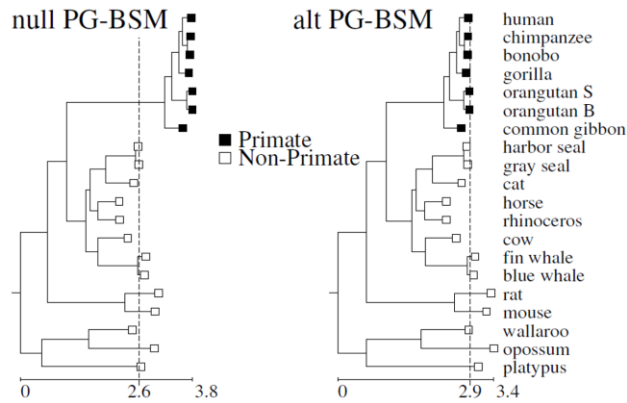 null PG-BSM
alt PG-BSM
human
chimpanzee
bonobo
gorilla
orangutan S
orangutan B
common gibbon
Primate
Non-Primate
harbor seal
gray seal
cat
horse
rhinoceros
cow
fin whale
blue whale
rat
mouse
wallaroo
opossum
platypus
0 2.6 3.8
0 2.9 3.4